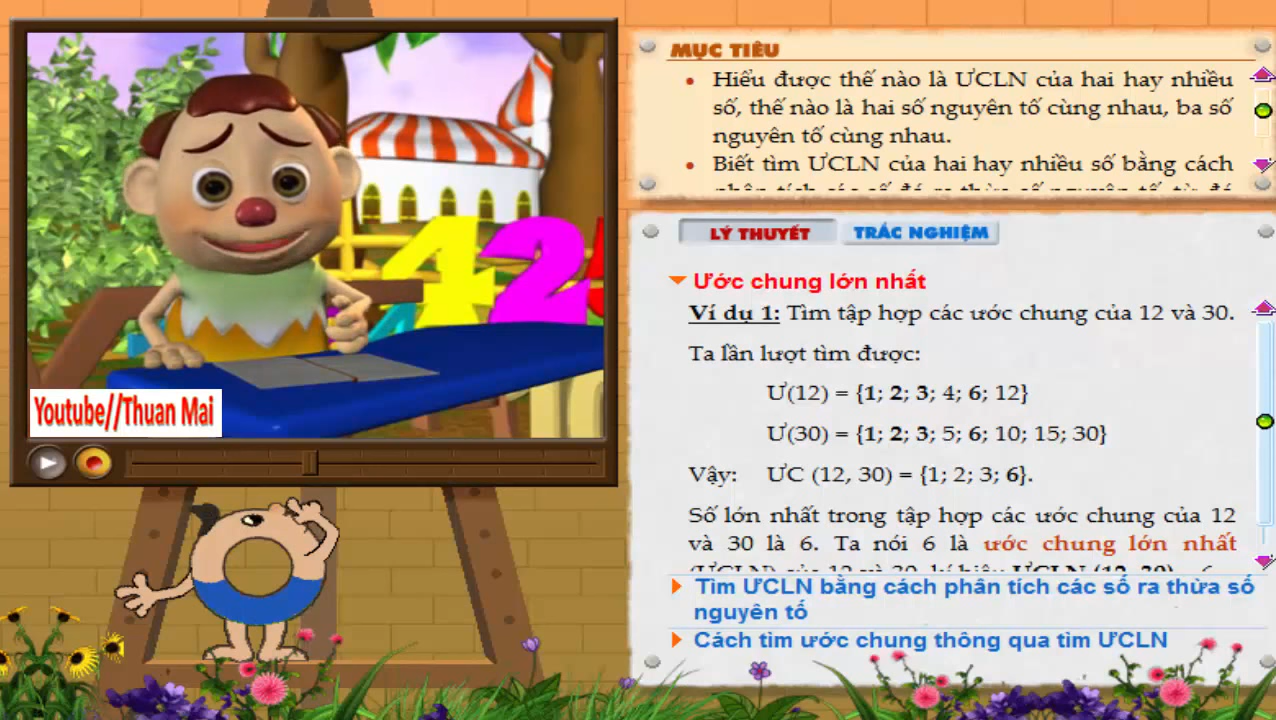 MỤC TIÊU
• Hiểu được thế nào là ƯCLN của hai hay nhiều
số, thế nào là hai số nguyên tố cùng nhau, ba số
nguyên tố cùng nhau.
• Biết tìm ƯCLN của hai hay nhiều số bằng cách
LÝ THUYẾT
TRẮC NGHIỆM
Ước chung lớn nhất
Ví dụ 1: Tìm tập hợp các ước chung của 12 và 30.
Ta lần lượt tìm được:
Ư(12) = {1; 2; 3; 4; 6; 12}
Ư(30) = {1; 2; 3; 5; 6; 10; 15; 30}
Vậy: ƯC (12, 30) = {1; 2; 3; 6}.
Số lớn nhất trong tập hợp các ước chung của 12
và 30 là 6. Ta nói 6 là ước chung lớn nhất
Tìm ƯCLN bằng cách phân tích các số ra thừa số
nguyên tố
Cách tìm ước chung thông qua tìm ƯCLN
42
Youtube//Thuan Mai